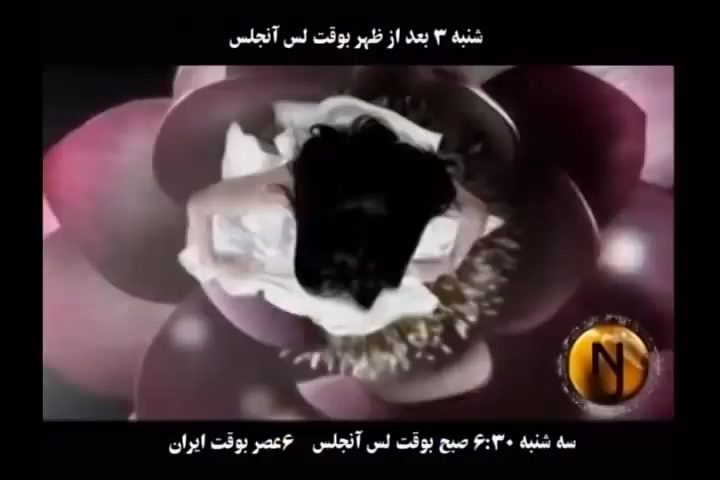 شنبه ۳ بعد از ظهر بوقت لس آنجلس
NJ
سه شنبه ۶:۳۰ صبح بوقت لس آنجلس ۶عصر بوقت ایران